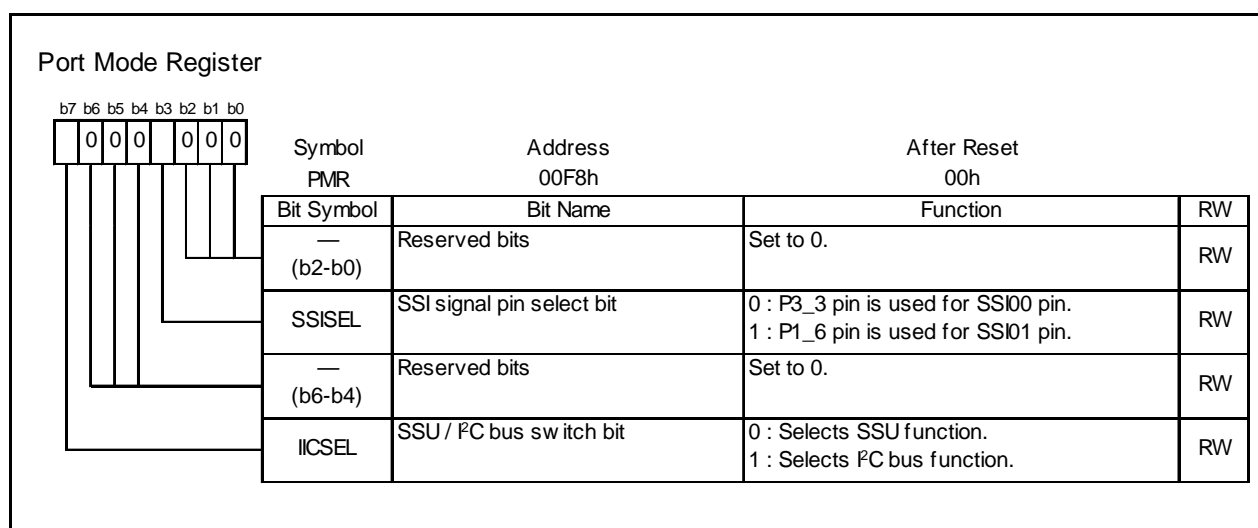 Port Mode Register
b7 b6 b5 b4 b3 b2 b1 b0
0 0 0 0 0 0
Symbol Address After Reset
PMR 00F8h 00h
Bit Symbol Bit Name Function RW
— (b2-b0) Reserved bits Set to 0. RW
SSISEL SSI signal pin select bit 0 : P3_3 pin is used for SSI00 pin. RW
1 : P1_6 pin is used for SSI01 pin.
— (b6-b4) Reserved bits Set to 0. RW
IICSEL SSU / I²C bus switch bit 0 : Selects SSU function. RW
1 : Selects I²C bus function.